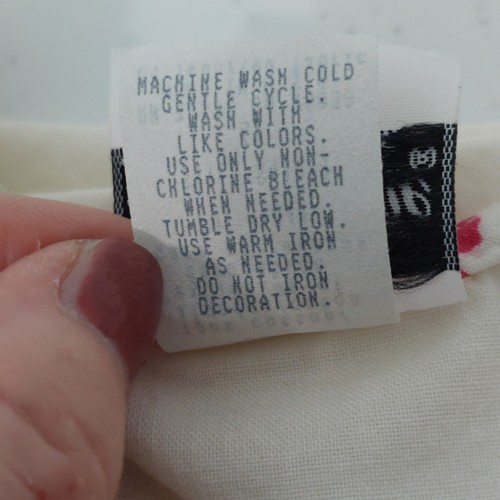 MACHINE WASH COLD
GENTLE CYCLE.
WASH WITH
LIKE COLORS.
USE ONLY NON-
CHLORINE BLEACH
WHEN NEEDED.
TUMBLE DRY LOW.
USE WARM IRON
AS NEEDED.
DO NOT IRON
DECORATION.
®